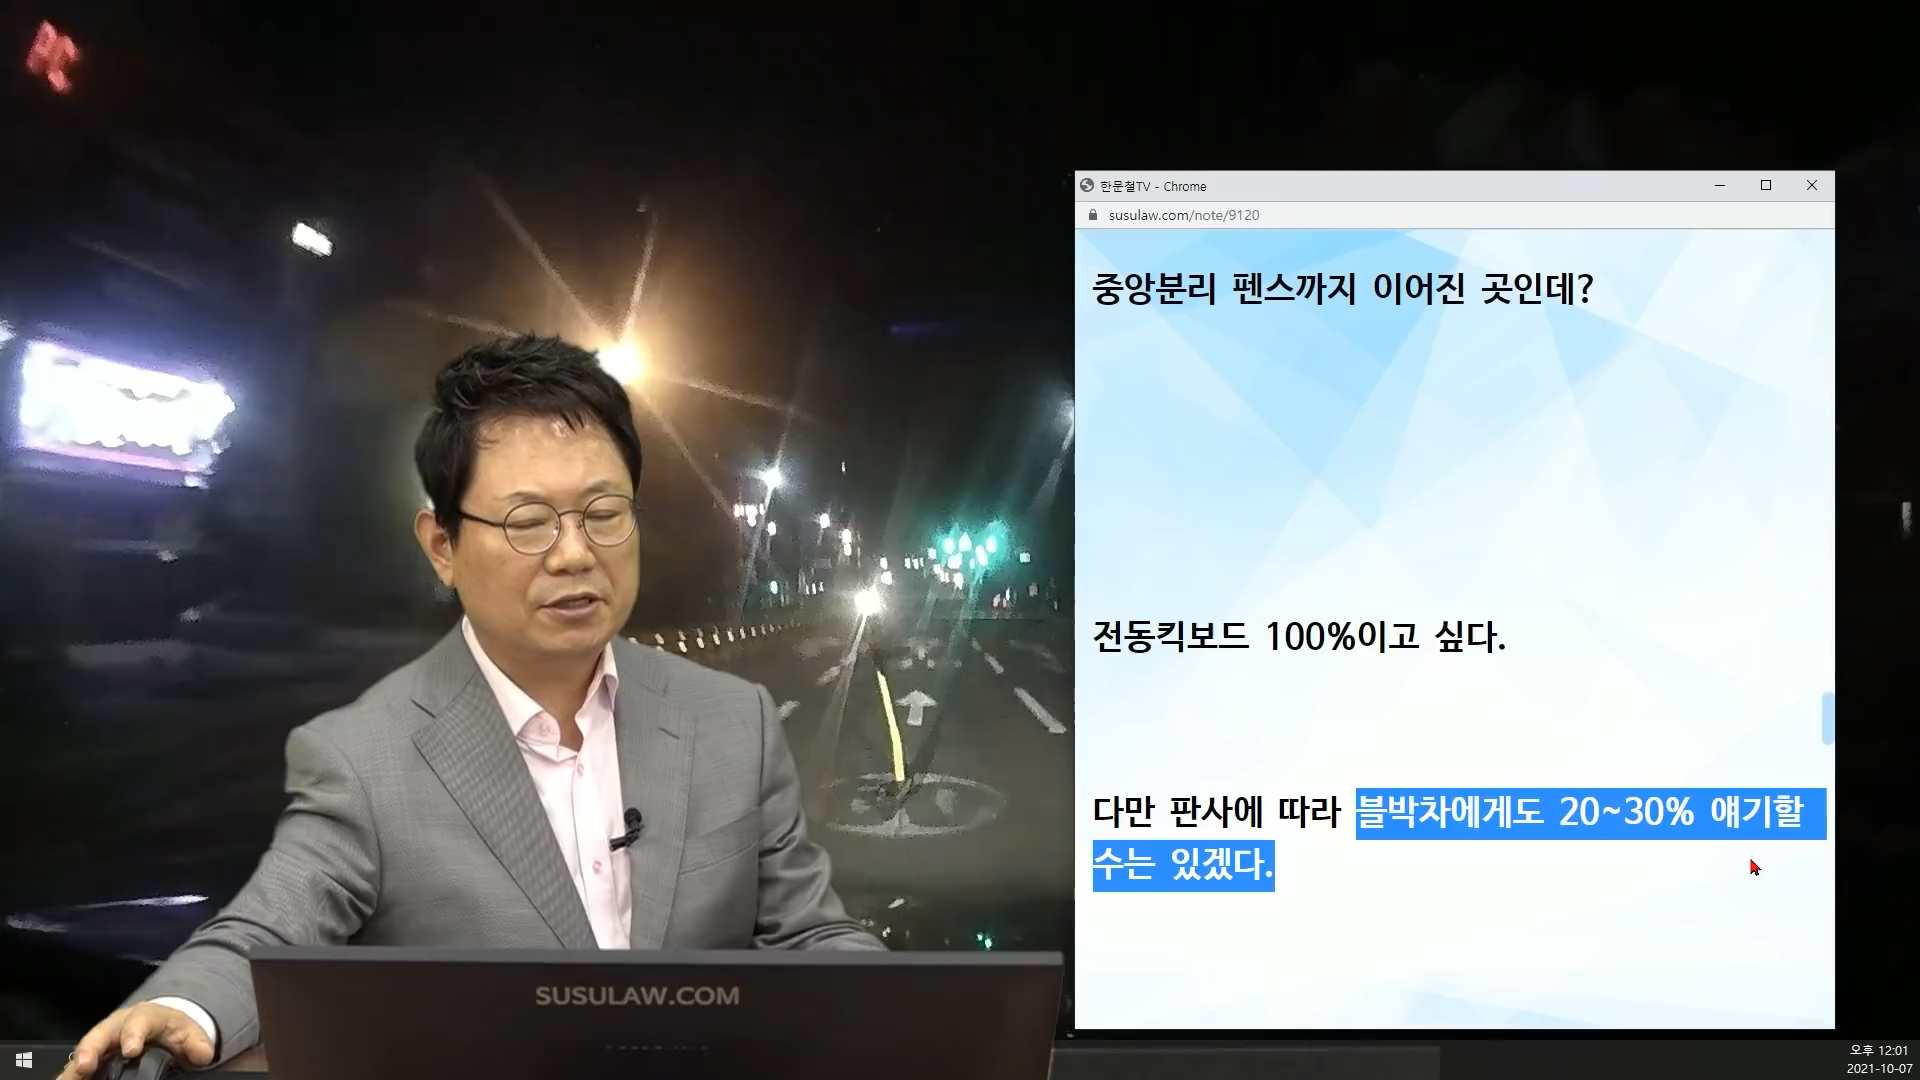 한문철TV - Chrome
susulaw.com/note/9120
중앙분리 펜스까지 이어진 곳인데?
전동킥보드 100%이고 싶다.
다만 판사에 따라 블박차에게도 20~30% 얘기할
수는 있겠다.
SUSULAW.COM
오후 12:01
2021-10-07